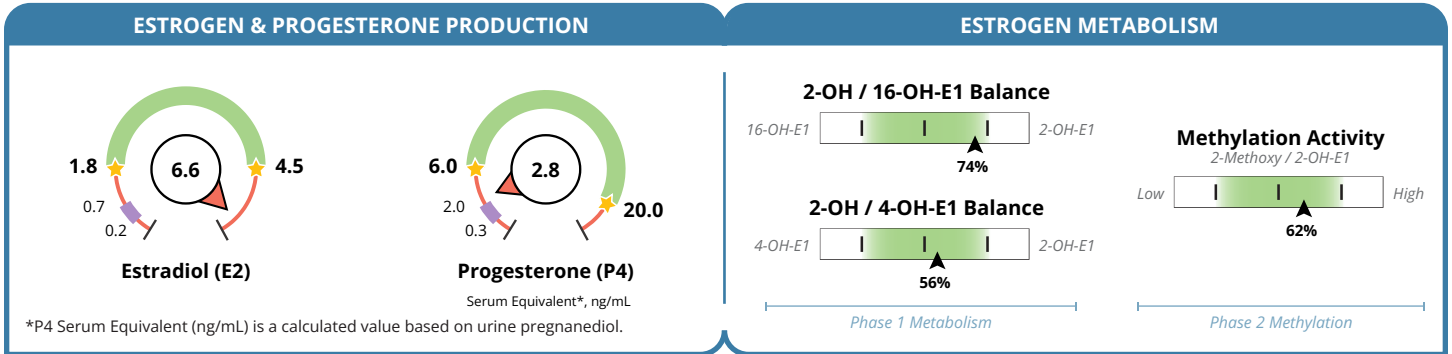 ESTROGEN & PROGESTERONE PRODUCTION
1.8
6.6
4.5
0.7
0.2
Estradiol (E2)
6.0
2.8
2.0
0.3
20.0
Progesterone (P4)
Serum Equivalent*, ng/mL
*P4 Serum Equivalent (ng/mL) is a calculated value based on urine pregnanediol.
ESTROGEN METABOLISM
2-OH / 16-OH-E1 Balance
16-OH-E1
2-OH-E1
74%
2-OH / 4-OH-E1 Balance
4-OH-E1
2-OH-E1
56%
Phase 1 Metabolism
Methylation Activity
2-Methoxy / 2-OH-E1
Low
High
62%
Phase 2 Methylation